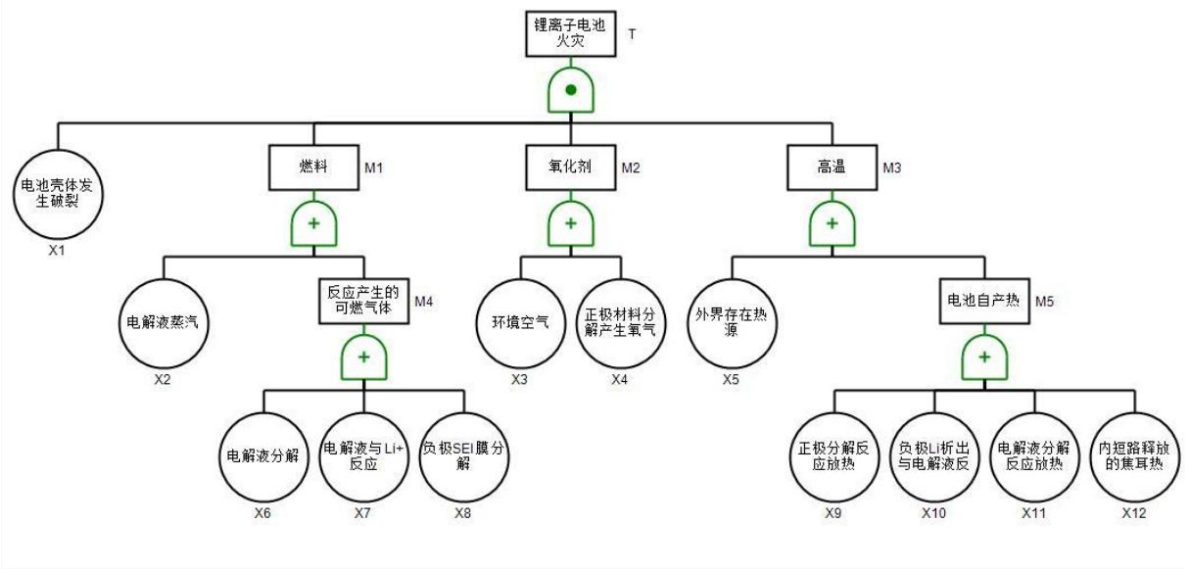 锂离子电池
火灾
T
电池壳体发
生破裂
X1
燃料
M1
氧化剂
M2
高温
M3
电解液蒸汽
X2
反应产生的
可燃气体
M4
环境空气
X3
正极材料分
解产生氧气
X4
外界存在热
源
X5
电池自产热
M5
电解液分解
X6
电解液与Li+
反应
X7
负极SEI膜分
解
X8
正极分解反
应放热
X9
负极Li析出
与电解液反
X10
电解液分解
反应放热
X11
内短路释放
的焦耳热
X12